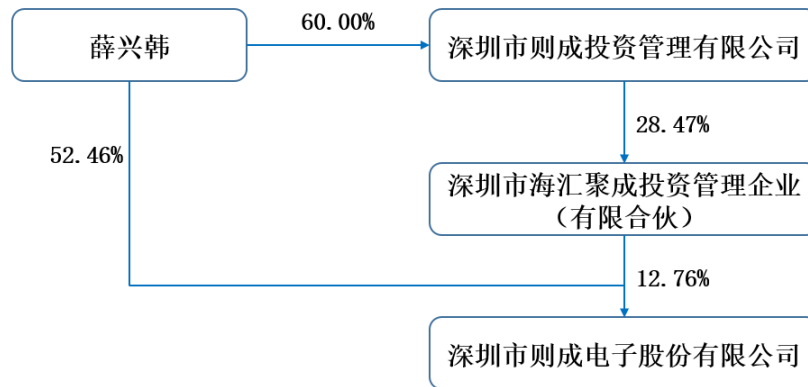 60.00%
薛兴韩
深圳市则成投资管理有限公司
28.47%
52.46%
深圳市海汇聚成投资管理企业
（有限合伙）
12.76%
深圳市则成电子股份有限公司